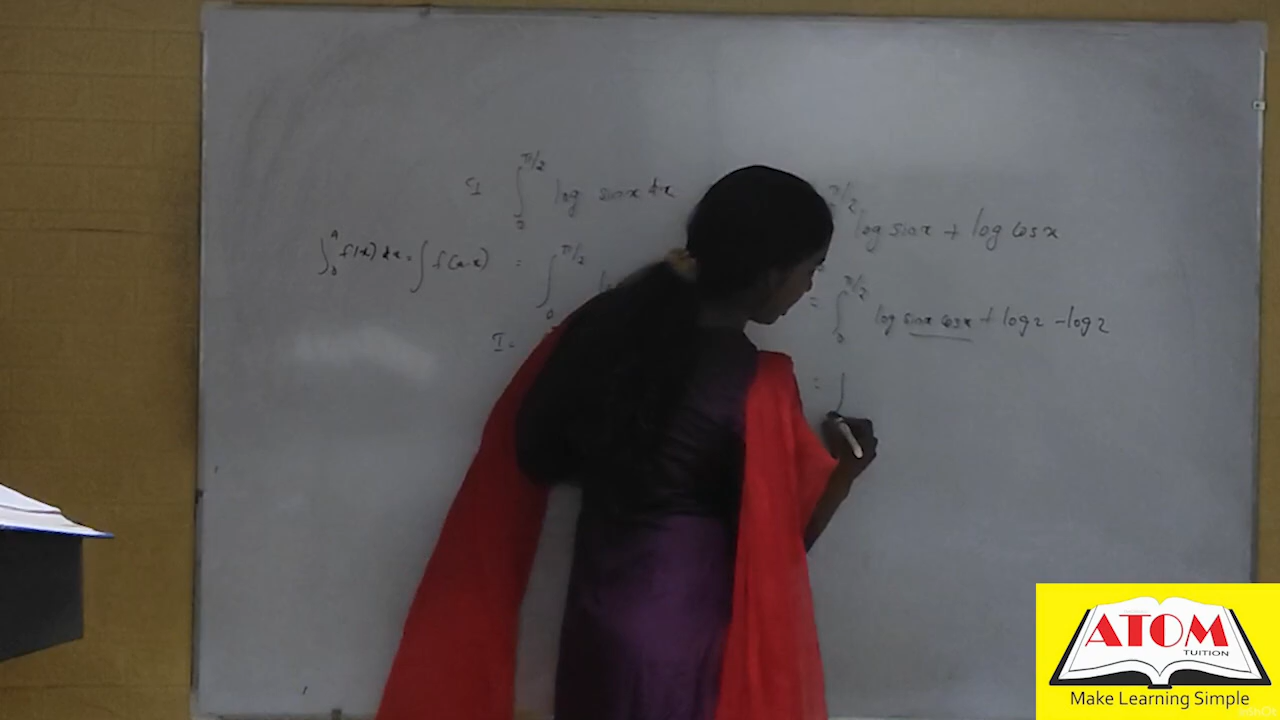 I ∫₀^π/2 log sinx dx
∫₀^a f(x) dx = ∫ f(a-x) = ∫₀^π/2
I =
π/2 log sinx + log cosx
= ∫₀^π/2 log sinx cosx + log2 - log2
= ∫
ATOM
TUITION
Make Learning Simple